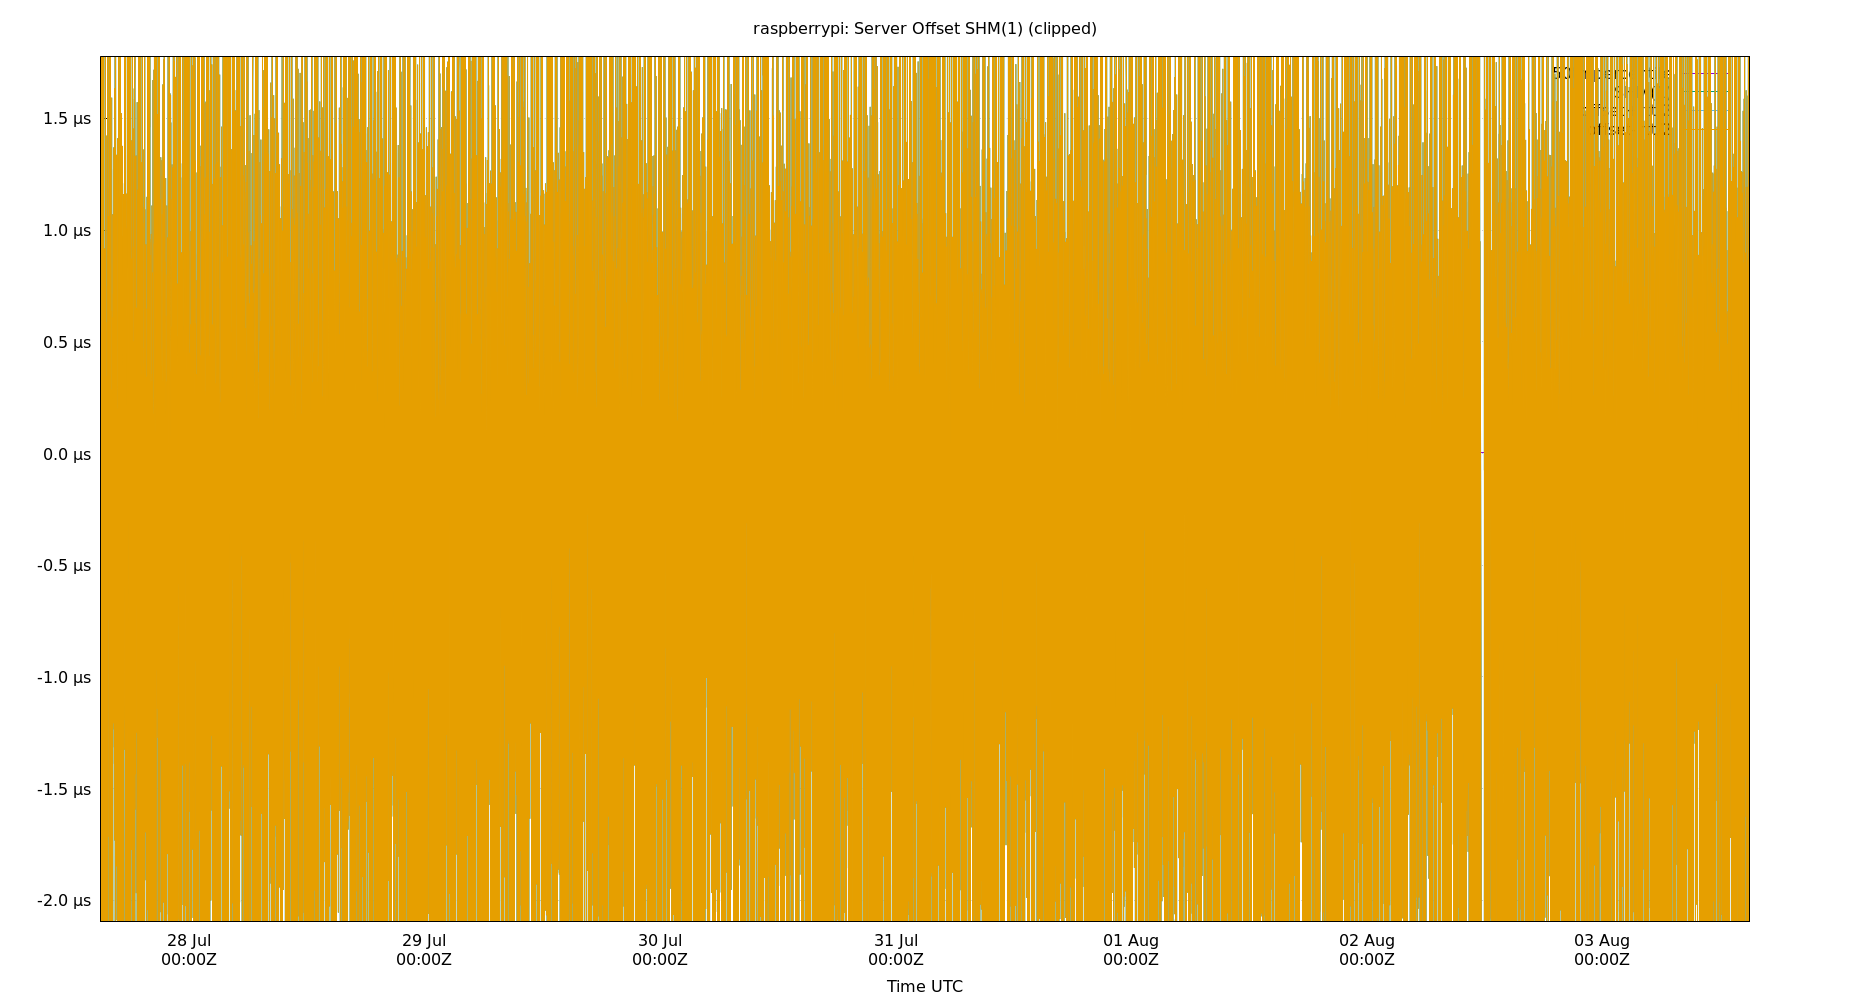 raspberrypi: Server Offset SHM(1) (clipped)
1.5 µs
1.0 µs
0.5 µs
0.0 µs
-0.5 µs
-1.0 µs
-1.5 µs
-2.0 µs
28 Jul 29 Jul 30 Jul 31 Jul 01 Aug 02 Aug 03 Aug
00:00Z 00:00Z 00:00Z 00:00Z 00:00Z 00:00Z 00:00Z
Time UTC